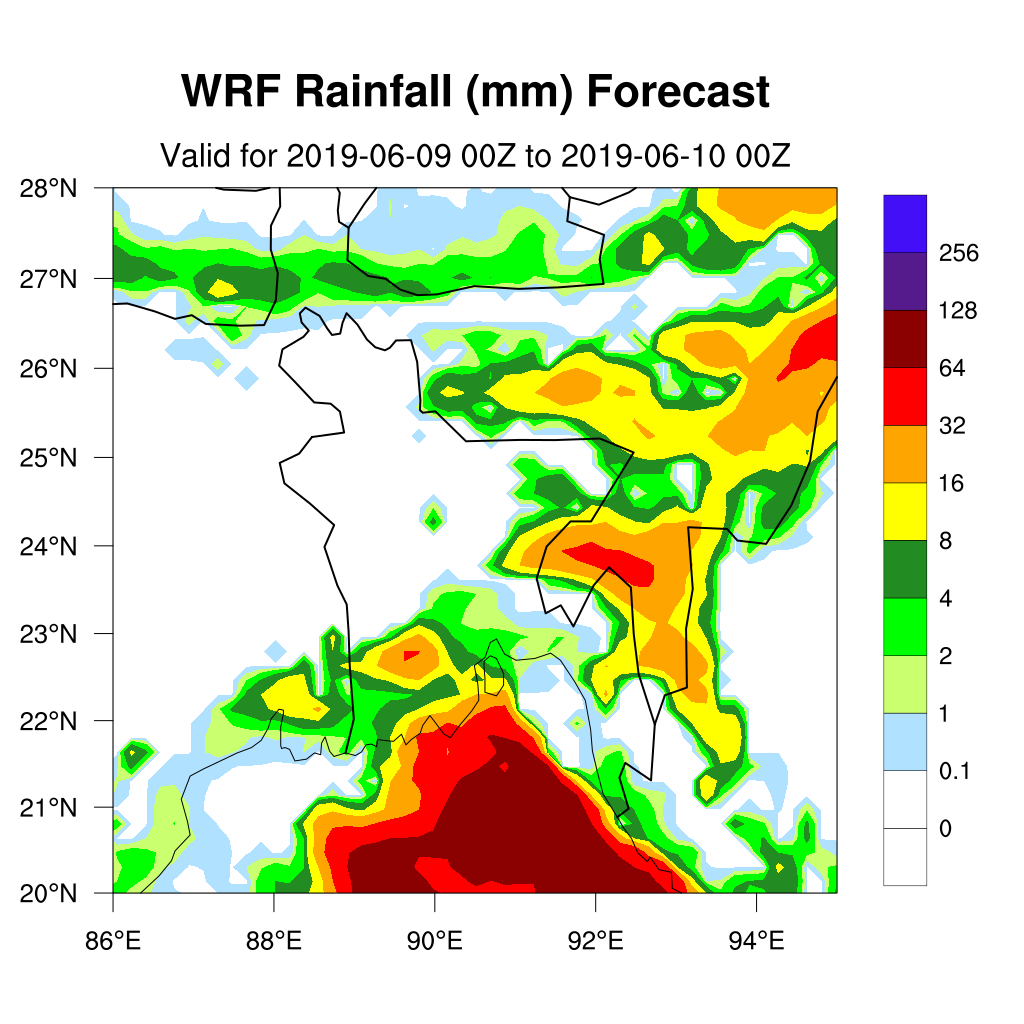 WRF Rainfall (mm) Forecast
Valid for 2019-06-09 00Z to 2019-06-10 00Z
28°N
27°N
26°N
25°N
24°N
23°N
22°N
21°N
20°N
86°E 88°E 90°E 92°E 94°E
256
128
64
32
16
8
4
2
1
0.1
0